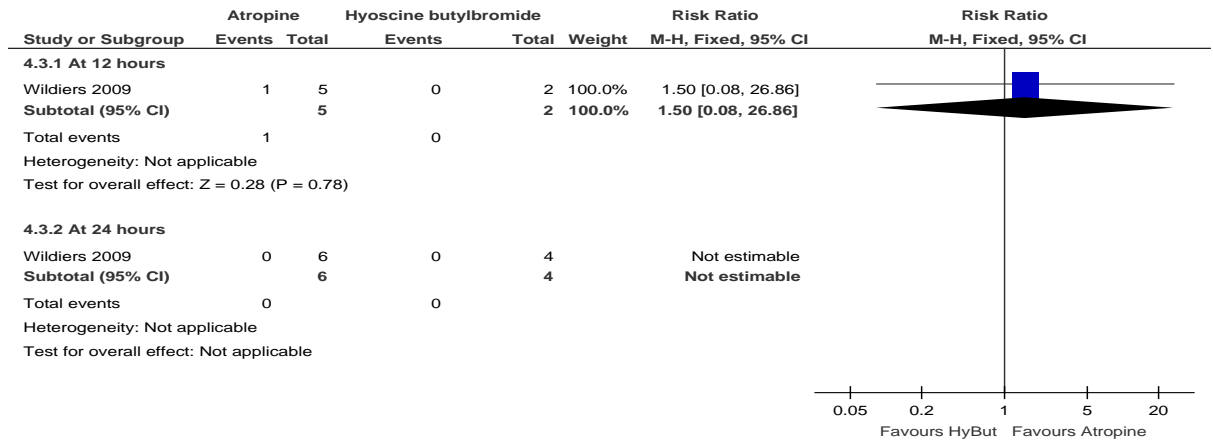 Atropine Hyoscine butylbromide Risk Ratio Risk Ratio
Study or Subgroup Events Total Events Total Weight M-H, Fixed, 95% CI M-H, Fixed, 95% CI
4.3.1 At 12 hours
Wildiers 2009 1 5 0 2 100.0% 1.50 [0.08, 26.86]
Subtotal (95% CI) 5 2 100.0% 1.50 [0.08, 26.86]
Total events 1 0
Heterogeneity: Not applicable
Test for overall effect: Z = 0.28 (P = 0.78)
4.3.2 At 24 hours
Wildiers 2009 0 6 0 4 Not estimable
Subtotal (95% CI) 6 4 Not estimable
Total events 0 0
Heterogeneity: Not applicable
Test for overall effect: Not applicable
0.05 0.2 1 5 20
Favours HyBut Favours Atropine